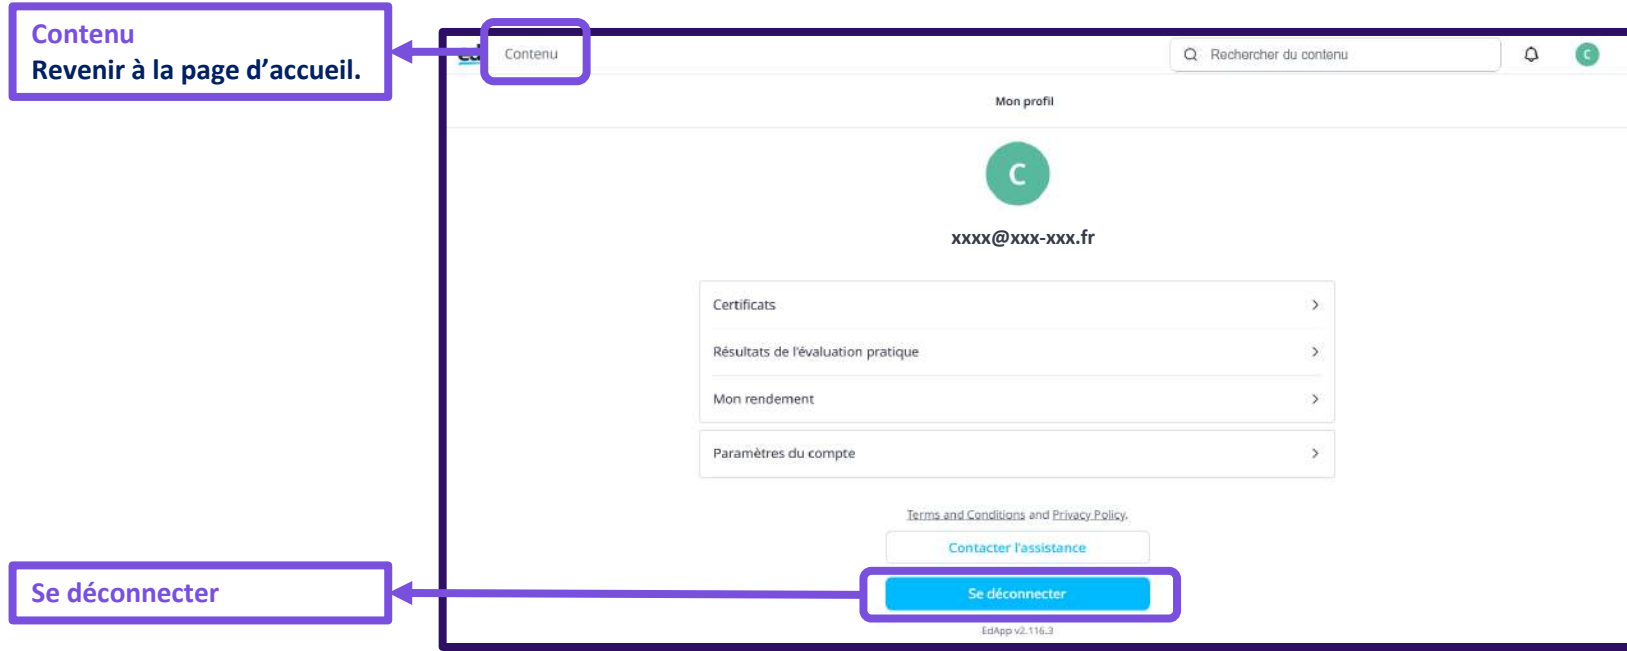 Contenu
Revenir à la page d’accueil.
Contenu
Rechercher du contenu
C
Mon profil
C
xxxx@xxx-xxx.fr
Certificats
Résultats de l'évaluation pratique
Mon rendement
Paramètres du compte
Terms and Conditions and Privacy Policy.
Contacter l'assistance
Se déconnecter
Se déconnecter
EdApp v2.116.3